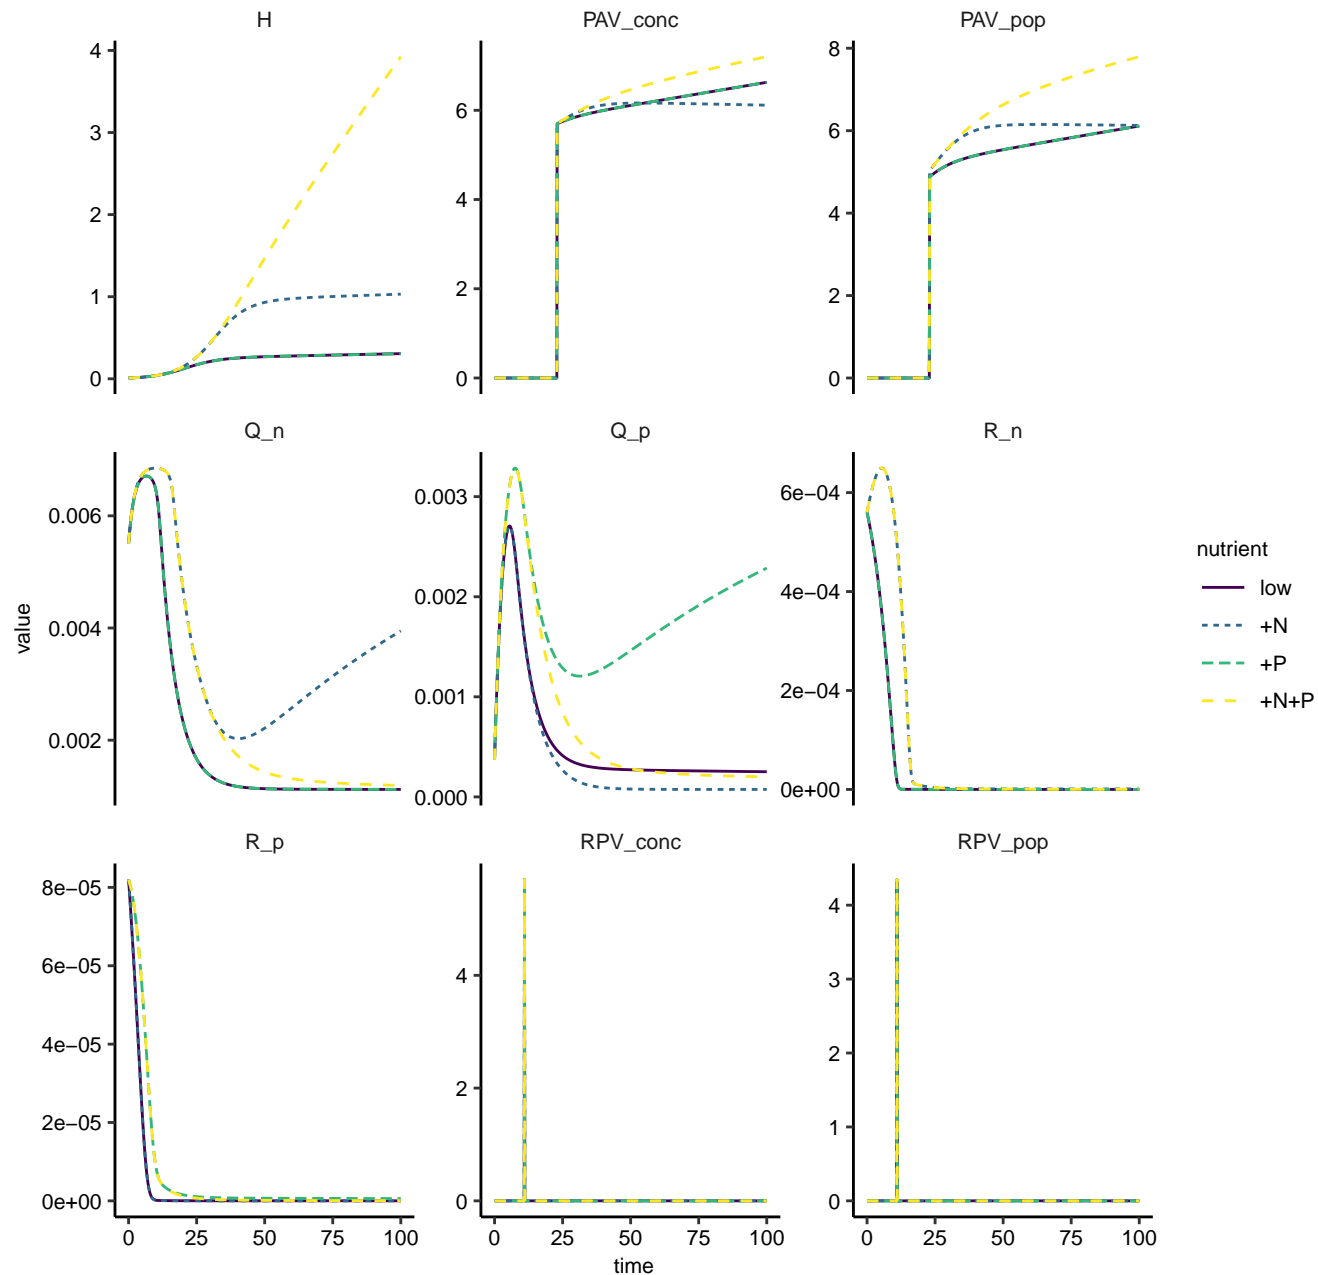 H
PAV_conc
PAV_pop
4
3
2
1
0
6
4
2
0
8
6
4
2
0
Q_n
Q_p
R_n
0.006
0.004
0.002
0.003
0.002
0.001
0.000
6e−04
4e−04
2e−04
0e+00
value
nutrient
low
+N
+P
+N+P
R_p
RPV_conc
RPV_pop
8e−05
6e−05
4e−05
2e−05
0e+00
4
2
0
4
3
2
1
0
0 25 50 75 100
0 25 50 75 100
0 25 50 75 100
time